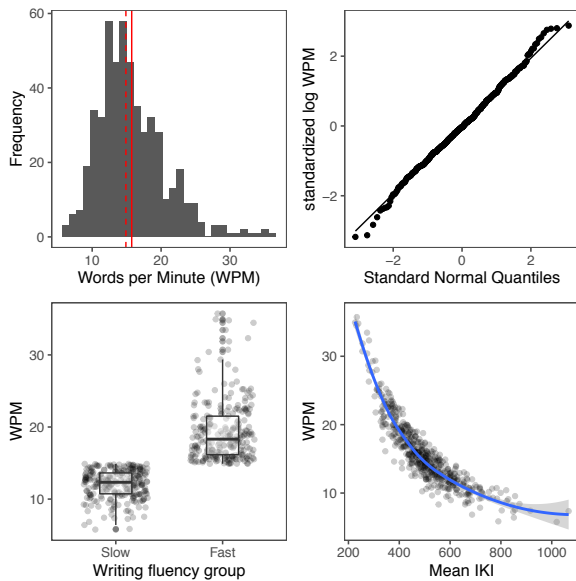 Frequency
60
40
20
0
10 20 30
Words per Minute (WPM)
standardized log WPM
2
0
−2
−2 0 2
Standard Normal Quantiles
WPM
30
20
10
Slow Fast
Writing fluency group
WPM
30
20
10
200 400 600 800 1000
Mean IKI